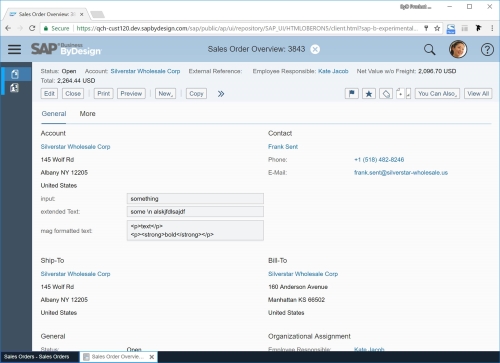 ByD Product ...
Sales Order Overview: 3843
Secure
https://qch-cust120.dev.sapbydesign.com/sap/public/ap/ui/repository/SAP_UI/HTMLOBERONS/client.html?sap-b-experimental...
SAP Business ByDesign
Sales Order Overview: 3843
Status: Open Account: Silverstar Wholesale Corp External Reference: Employee Responsible: Kate Jacob Net Value w/o Freight: 2,096.70 USD
Total: 2,264.44 USD
Edit Close Print Preview New Copy You Can Also View All
General More
Account Contact
Silverstar Wholesale Corp Frank Sent
145 Wolf Rd Phone: +1 (518) 482-8246
Albany NY 12205 E-Mail: frank.sent@silverstar-wholesale.us
United States
input: something
extended Text: some \n alskjfdlsajdf
mag formatted text: <p>text</p>
<p><strong>bold</strong></p>
Ship-To Bill-To
Silverstar Wholesale Corp Silverstar Wholesale Corp
145 Wolf Rd 160 Anderson Avenue
Albany NY 12205 Manhattan KS 66502
United States United States
General Organizational Assignment
Status: Open Employee Responsible: Kate Jacob
Sales Orders - Sales Orders Sales Order Overvie...